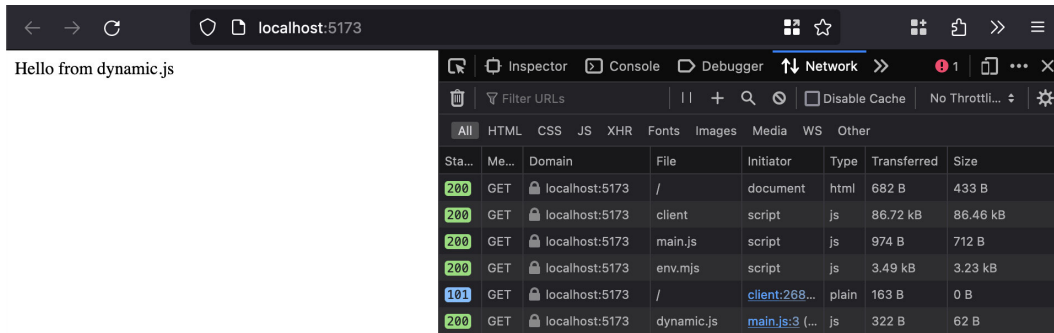 localhost:5173
Hello from dynamic.js
Inspector Console Debugger Network 1
Filter URLs Disable Cache No Throttli...
All HTML CSS JS XHR Fonts Images Media WS Other
Sta... Me... Domain File Initiator Type Transferred Size
200 GET localhost:5173 / document html 682 B 433 B
200 GET localhost:5173 client script js 86.72 kB 86.46 kB
200 GET localhost:5173 main.js script js 974 B 712 B
200 GET localhost:5173 env.mjs script js 3.49 kB 3.23 kB
101 GET localhost:5173 / client:268... plain 163 B 0 B
200 GET localhost:5173 dynamic.js main.js:3 (... js 322 B 62 B